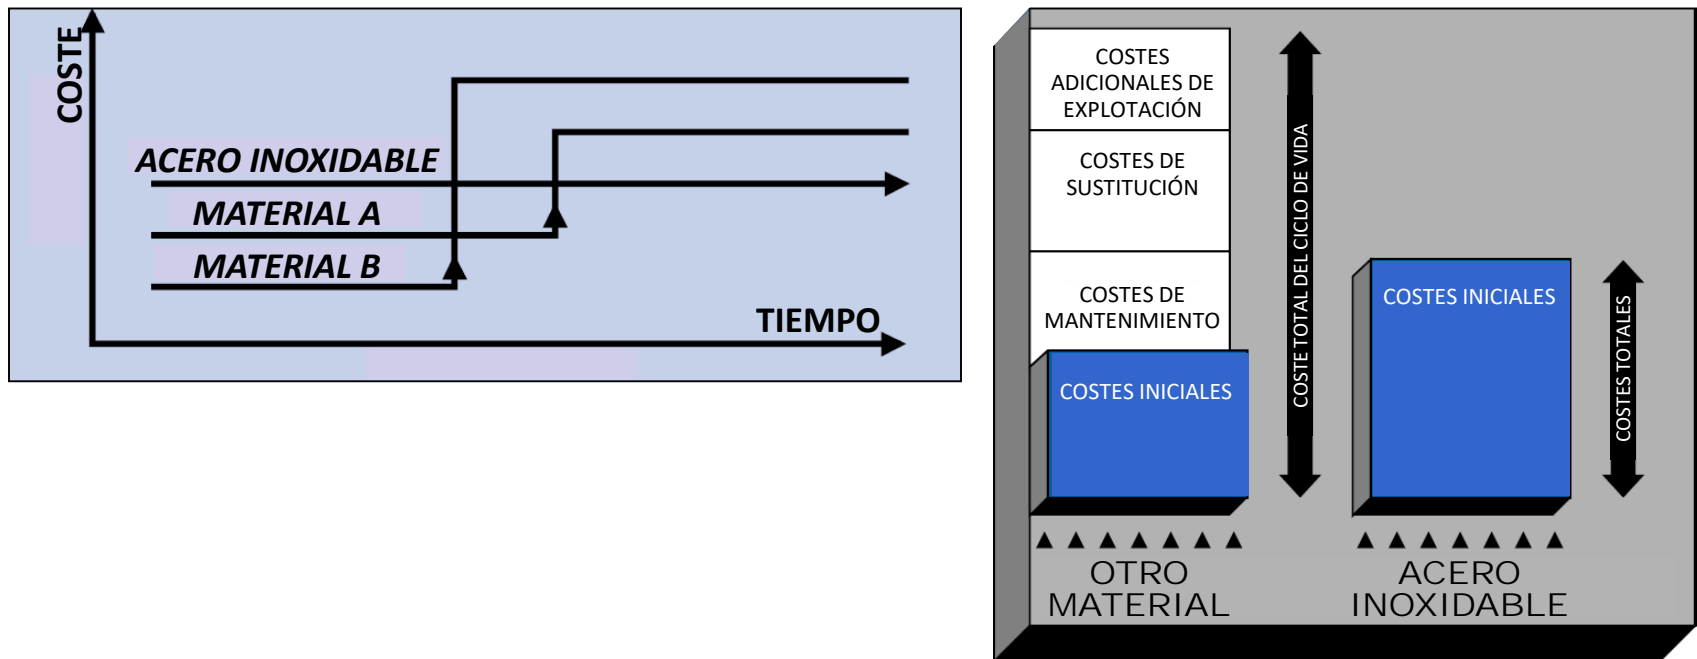 COSTE
ACERO INOXIDABLE
MATERIAL A
MATERIAL B
TIEMPO
COSTES
ADICIONALES DE
EXPLOTACIÓN
COSTES DE
SUSTITUCIÓN
COSTES DE
MANTENIMIENTO
COSTES INICIALES
COSTE TOTAL DEL CICLO DE VIDA
COSTES INICIALES
COSTES TOTALES
OTRO
MATERIAL
ACERO
INOXIDABLE